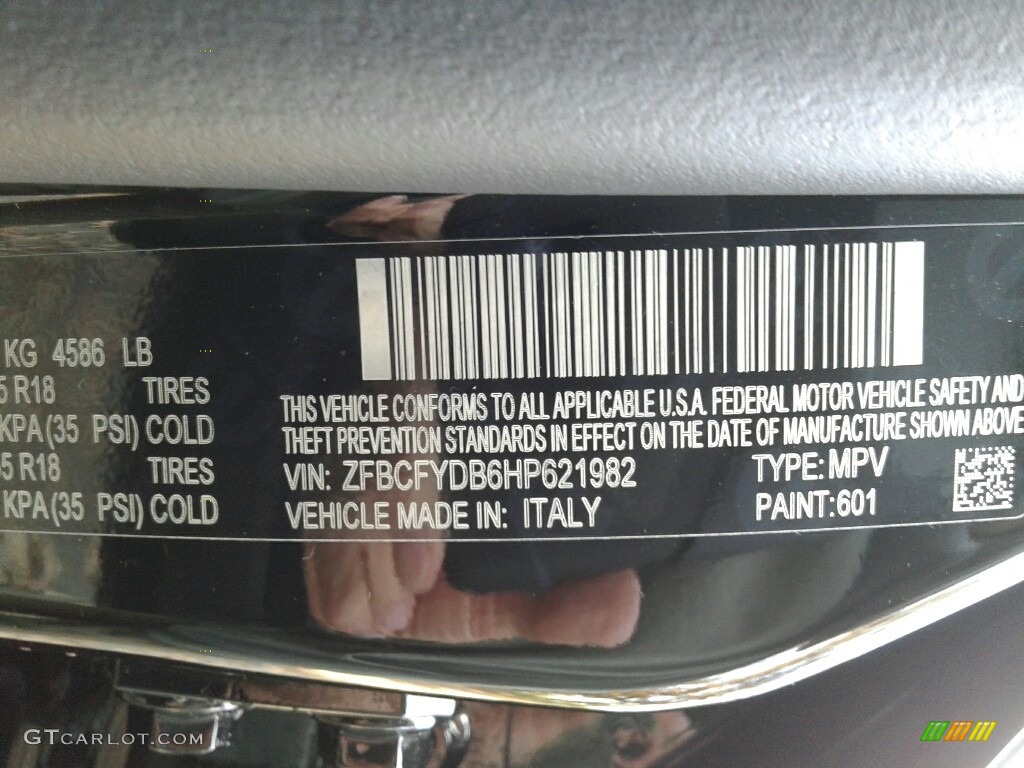 KG 4586 LB
5 R18 TIRES
KPA(35 PSI) COLD
55 R18 TIRES
KPA(35 PSI) COLD
THIS VEHICLE CONFORMS TO ALL APPLICABLE U.S.A. FEDERAL MOTOR VEHICLE SAFETY AND
THEFT PREVENTION STANDARDS IN EFFECT ON THE DATE OF MANUFACTURE SHOWN ABOVE
VIN: ZFBCFYDB6HP621982 TYPE: MPV
VEHICLE MADE IN: ITALY PAINT:601
GTCARLOT.COM